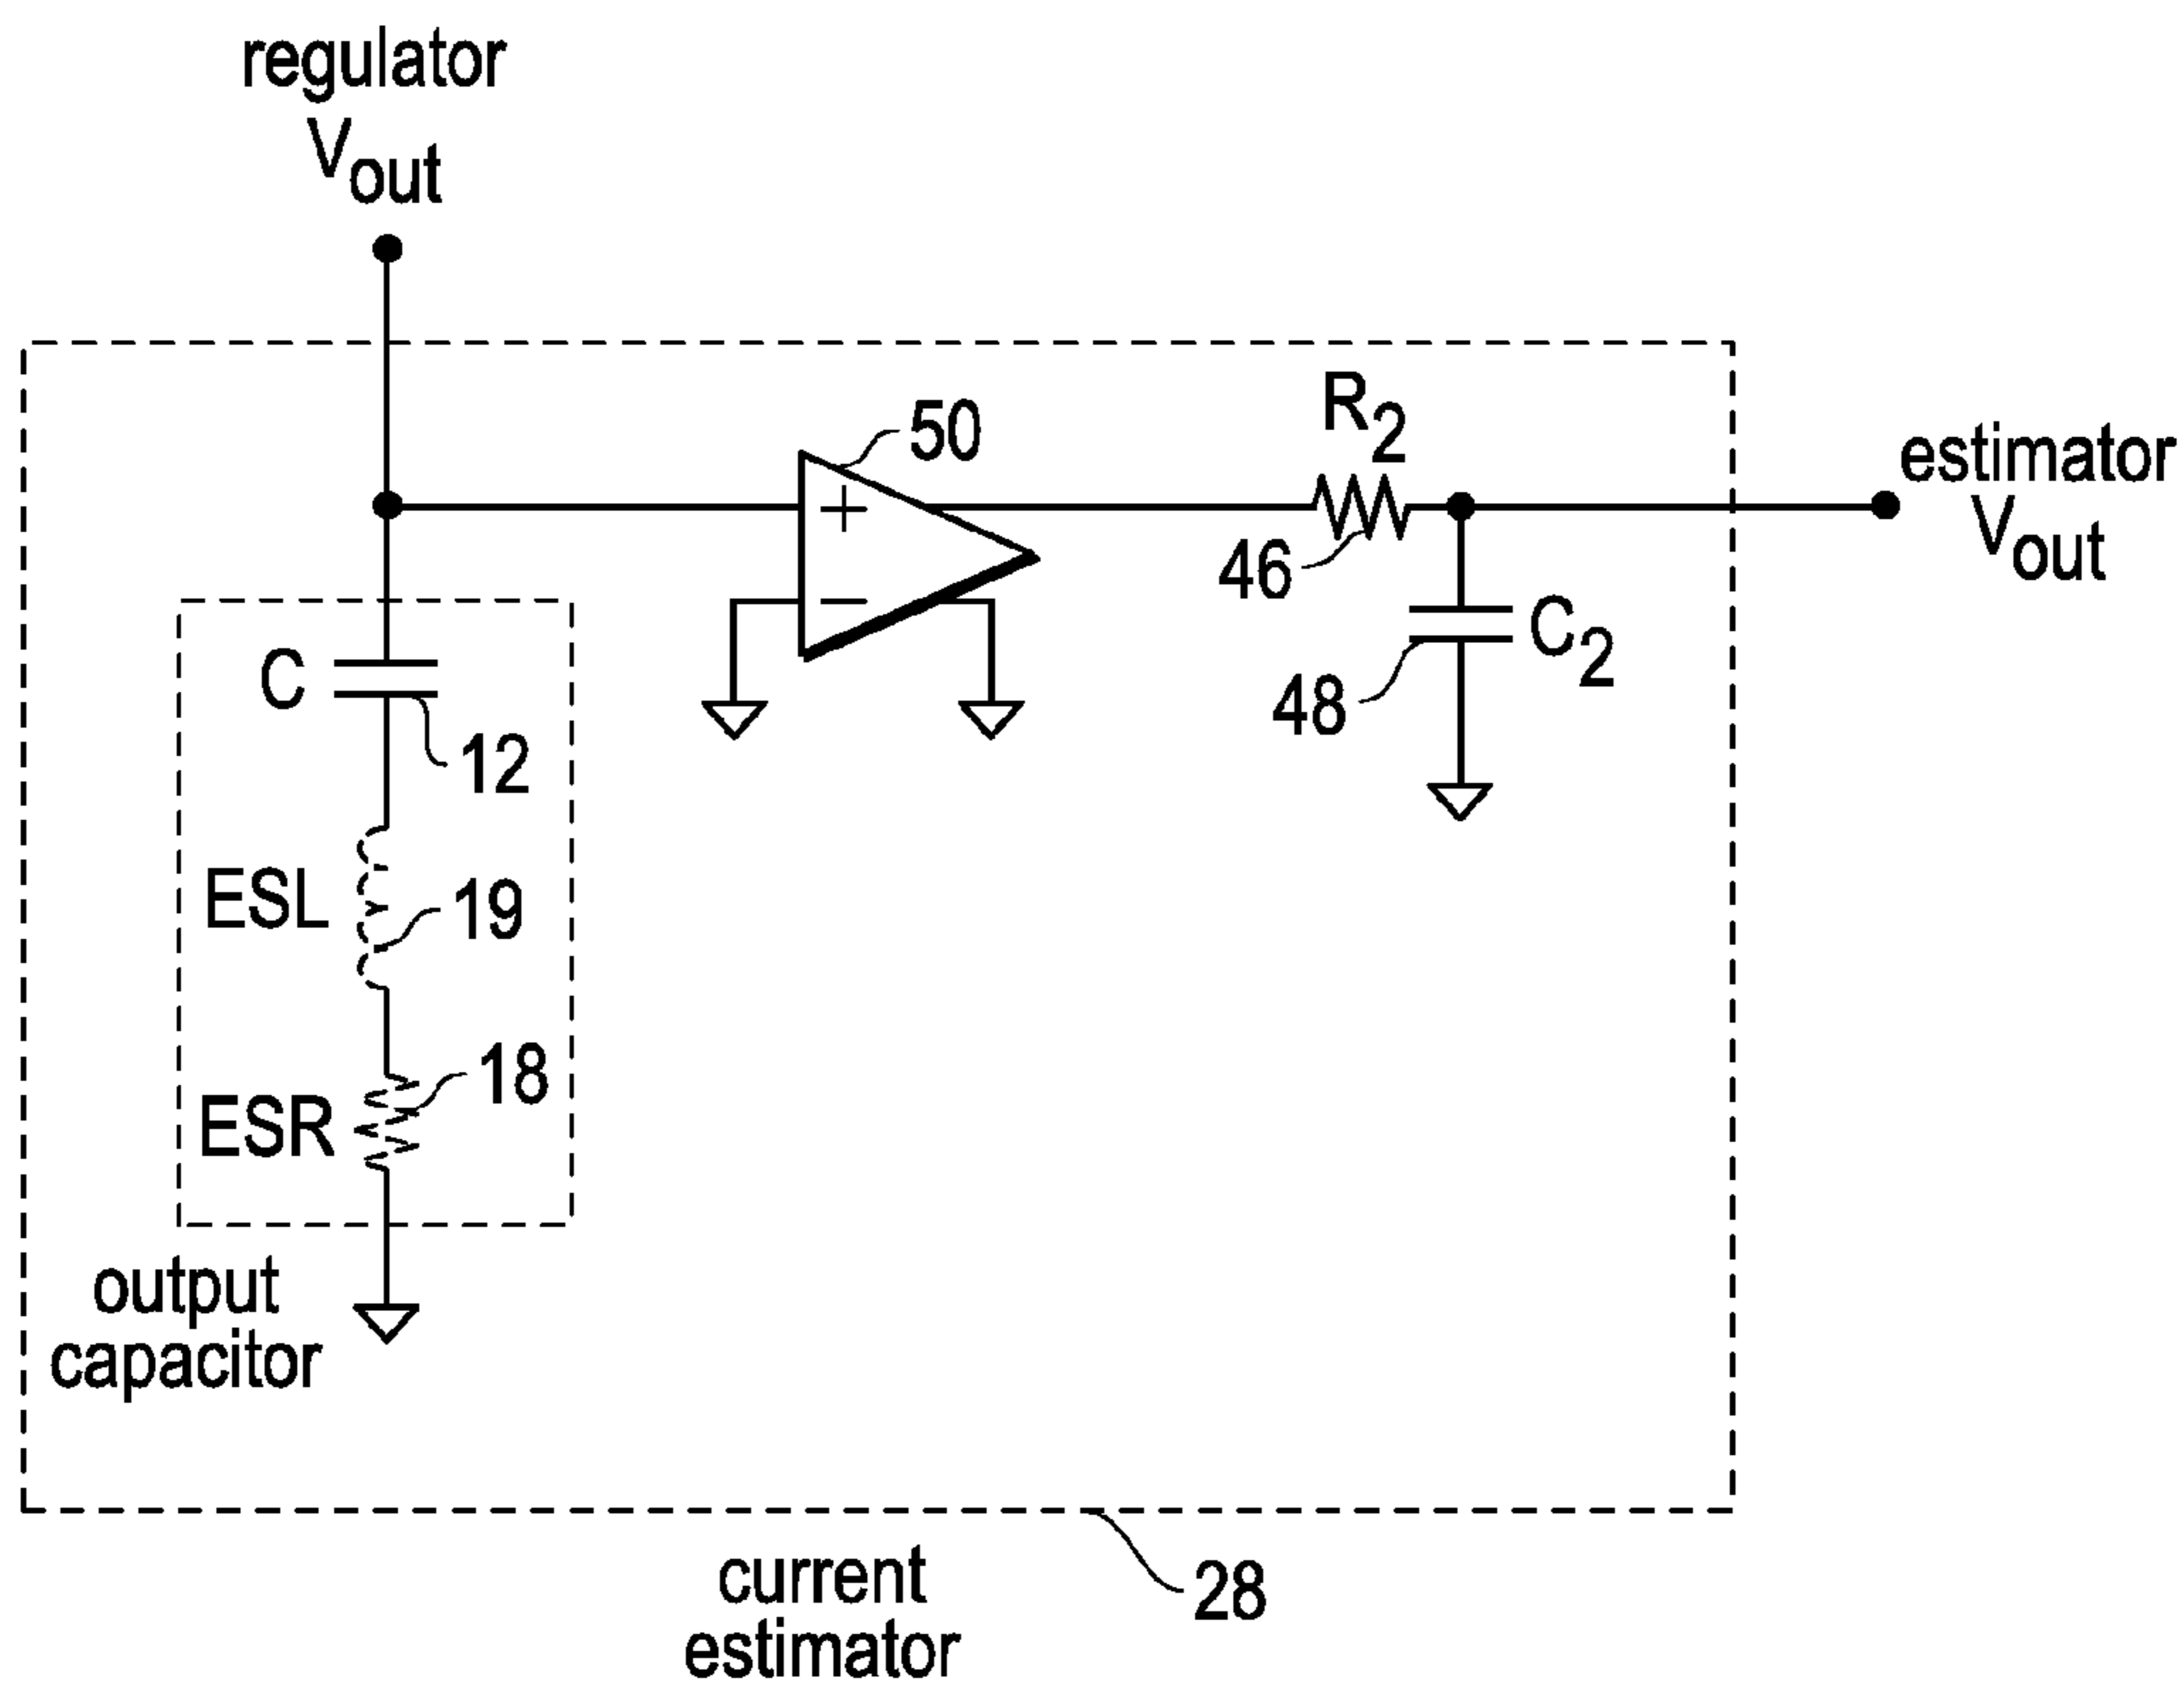 regulator
Vout
50
R2
estimator
Vout
46
C
C2
48
12
ESL
19
18
ESR
output
capacitor
current
estimator
28